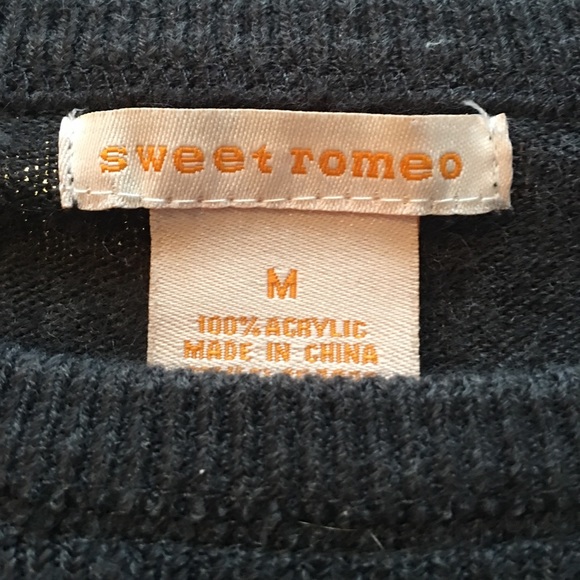 sweet romeo
M
100% ACRYLIC
MADE IN CHINA